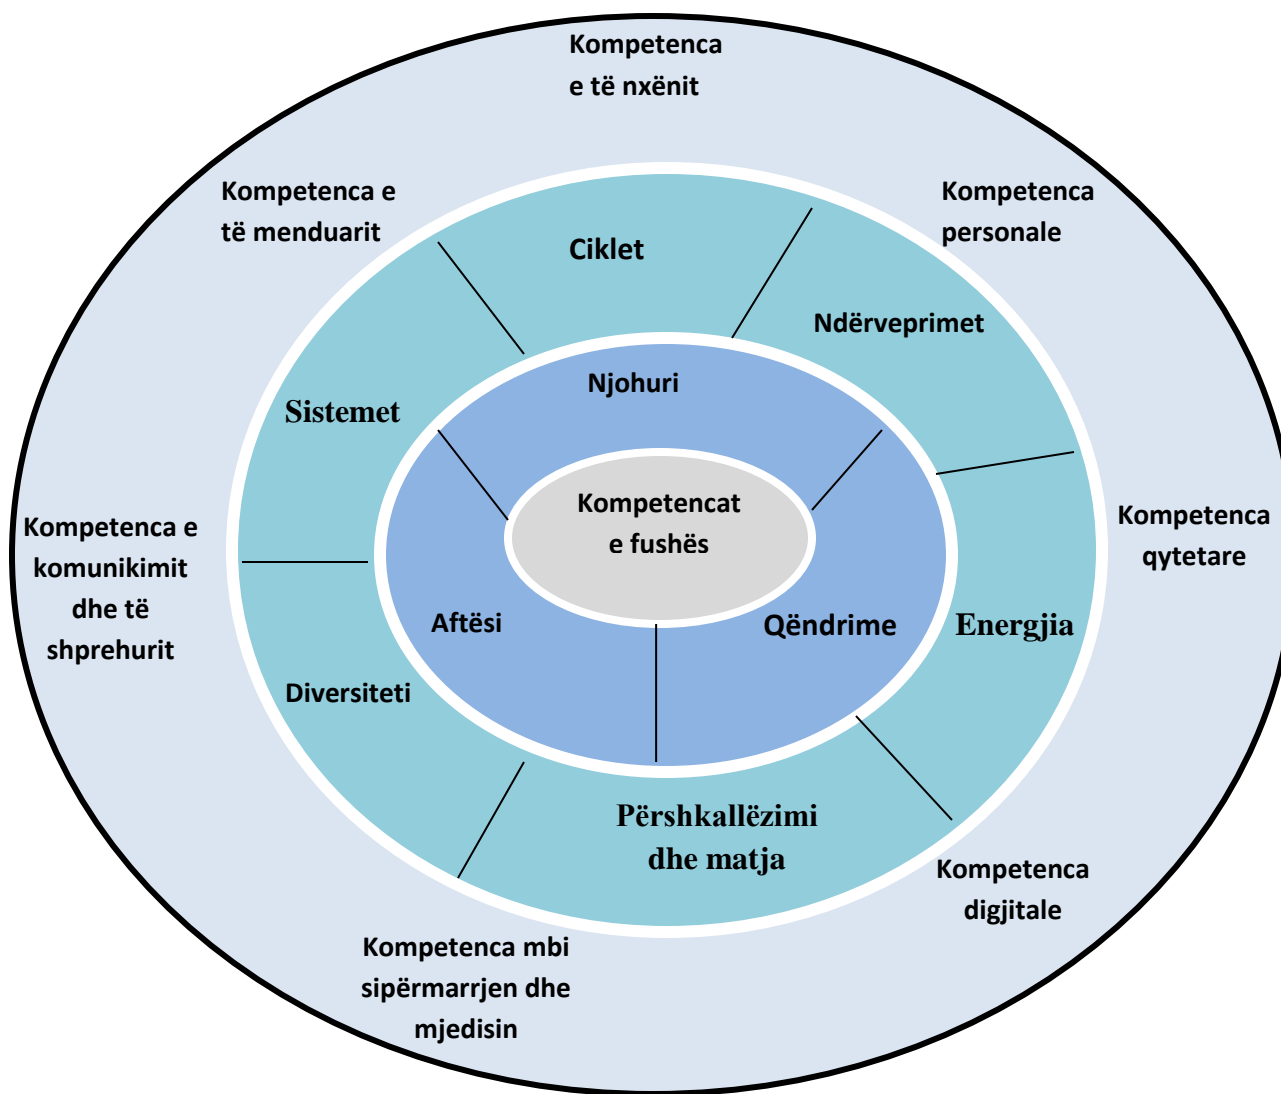 Kompetenca
e të nxënit
Kompetenca e
të menduarit
Kompetenca
personale
Ciklet
Ndërveprimet
Njohuri
Sistemet
Kompetencat
e fushës
Kompetenca e
komunikimit
dhe të
shprehurit
Kompetenca
qytetare
Aftësi
Qëndrime
Energjia
Diversiteti
Përshkallëzimi
dhe matja
Kompetenca
digjitale
Kompetenca mbi
sipërmarrjen dhe
mjedisin